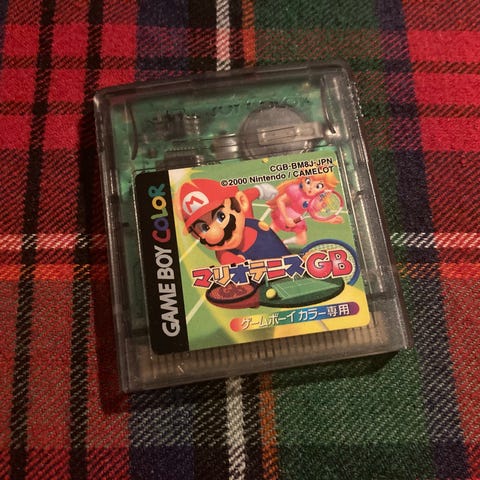 CGB-BM8J-JPN
©2000 Nintendo / CAMELOT
GAME BOY COLOR
M
マリオテニスGB
ゲームボーイカラー専用